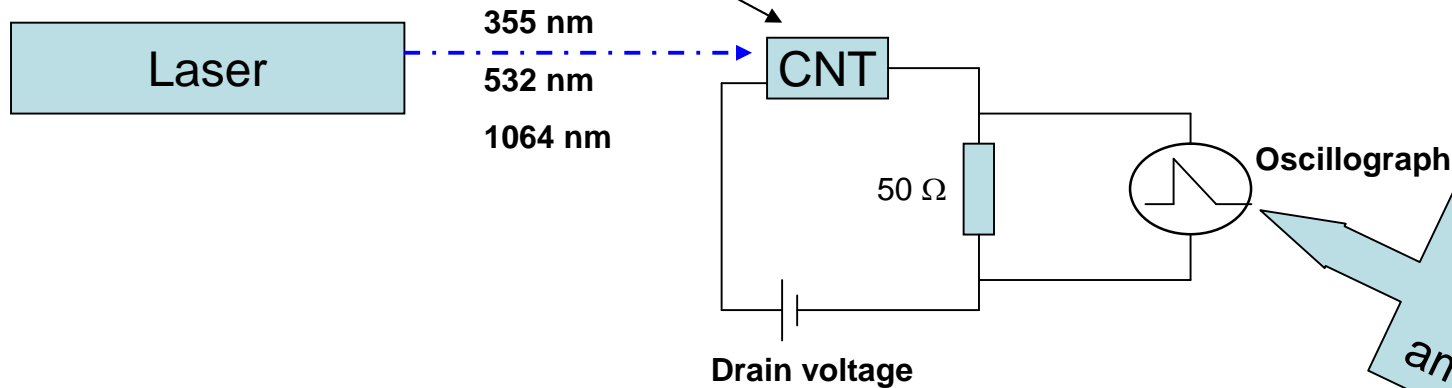 355 nm
Laser
CNT
532 nm
1064 nm
Oscillograph
50 Ω
Drain voltage